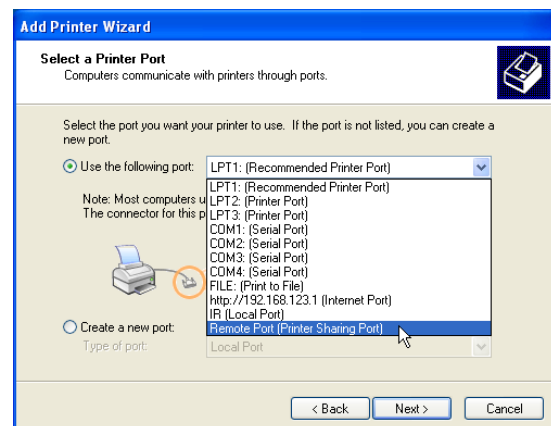 Add Printer Wizard
Select a Printer Port
Computers communicate with printers through ports.
Select the port you want your printer to use. If the port is not listed, you can create a
new port.
Use the following port: LPT1: (Recommended Printer Port)
LPT1: (Recommended Printer Port)
Note: Most computers u LPT2: (Printer Port)
The connector for this p LPT3: (Printer Port)
COM1: (Serial Port)
COM2: (Serial Port)
COM3: (Serial Port)
COM4: (Serial Port)
FILE: (Print to File)
http://192.168.123.1 (Internet Port)
IR (Local Port)
Create a new port: Remote Port (Printer Sharing Port)
Type of port: Local Port
< Back Next > Cancel